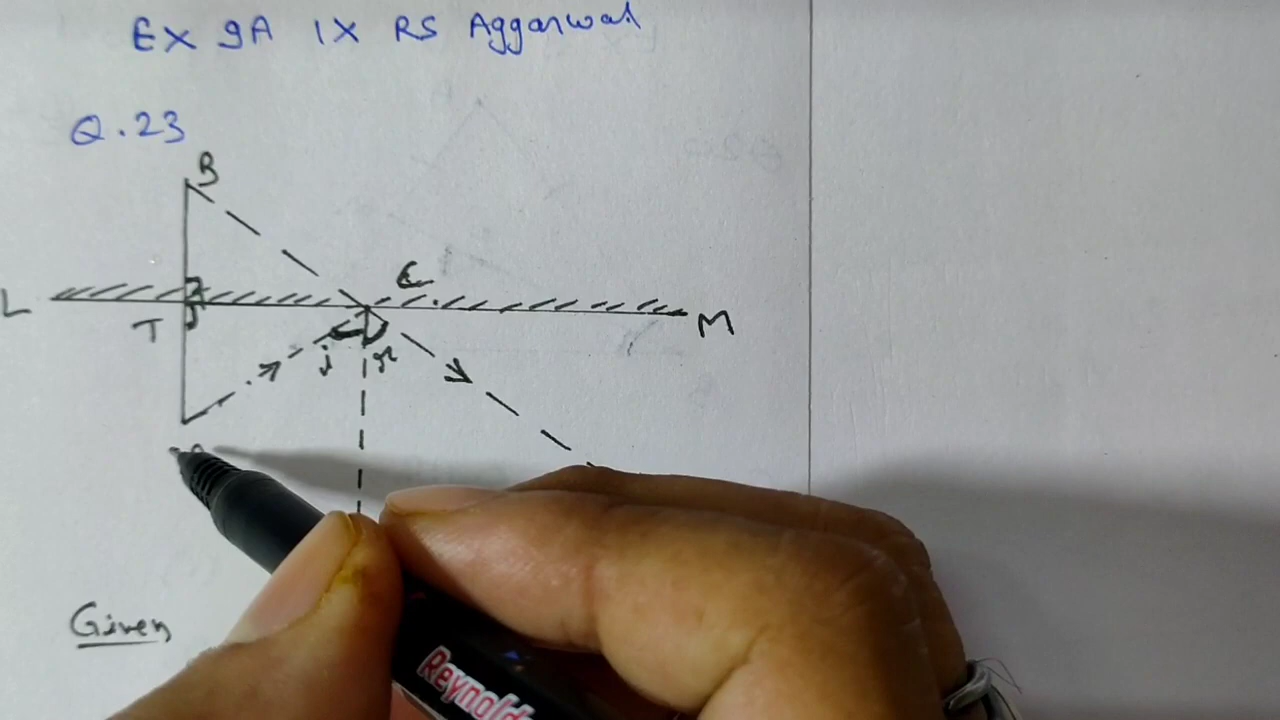 Ex 9A IX RS Aggarwal
Q.23
B
C
L
T
M
i r
Given
Reynolds